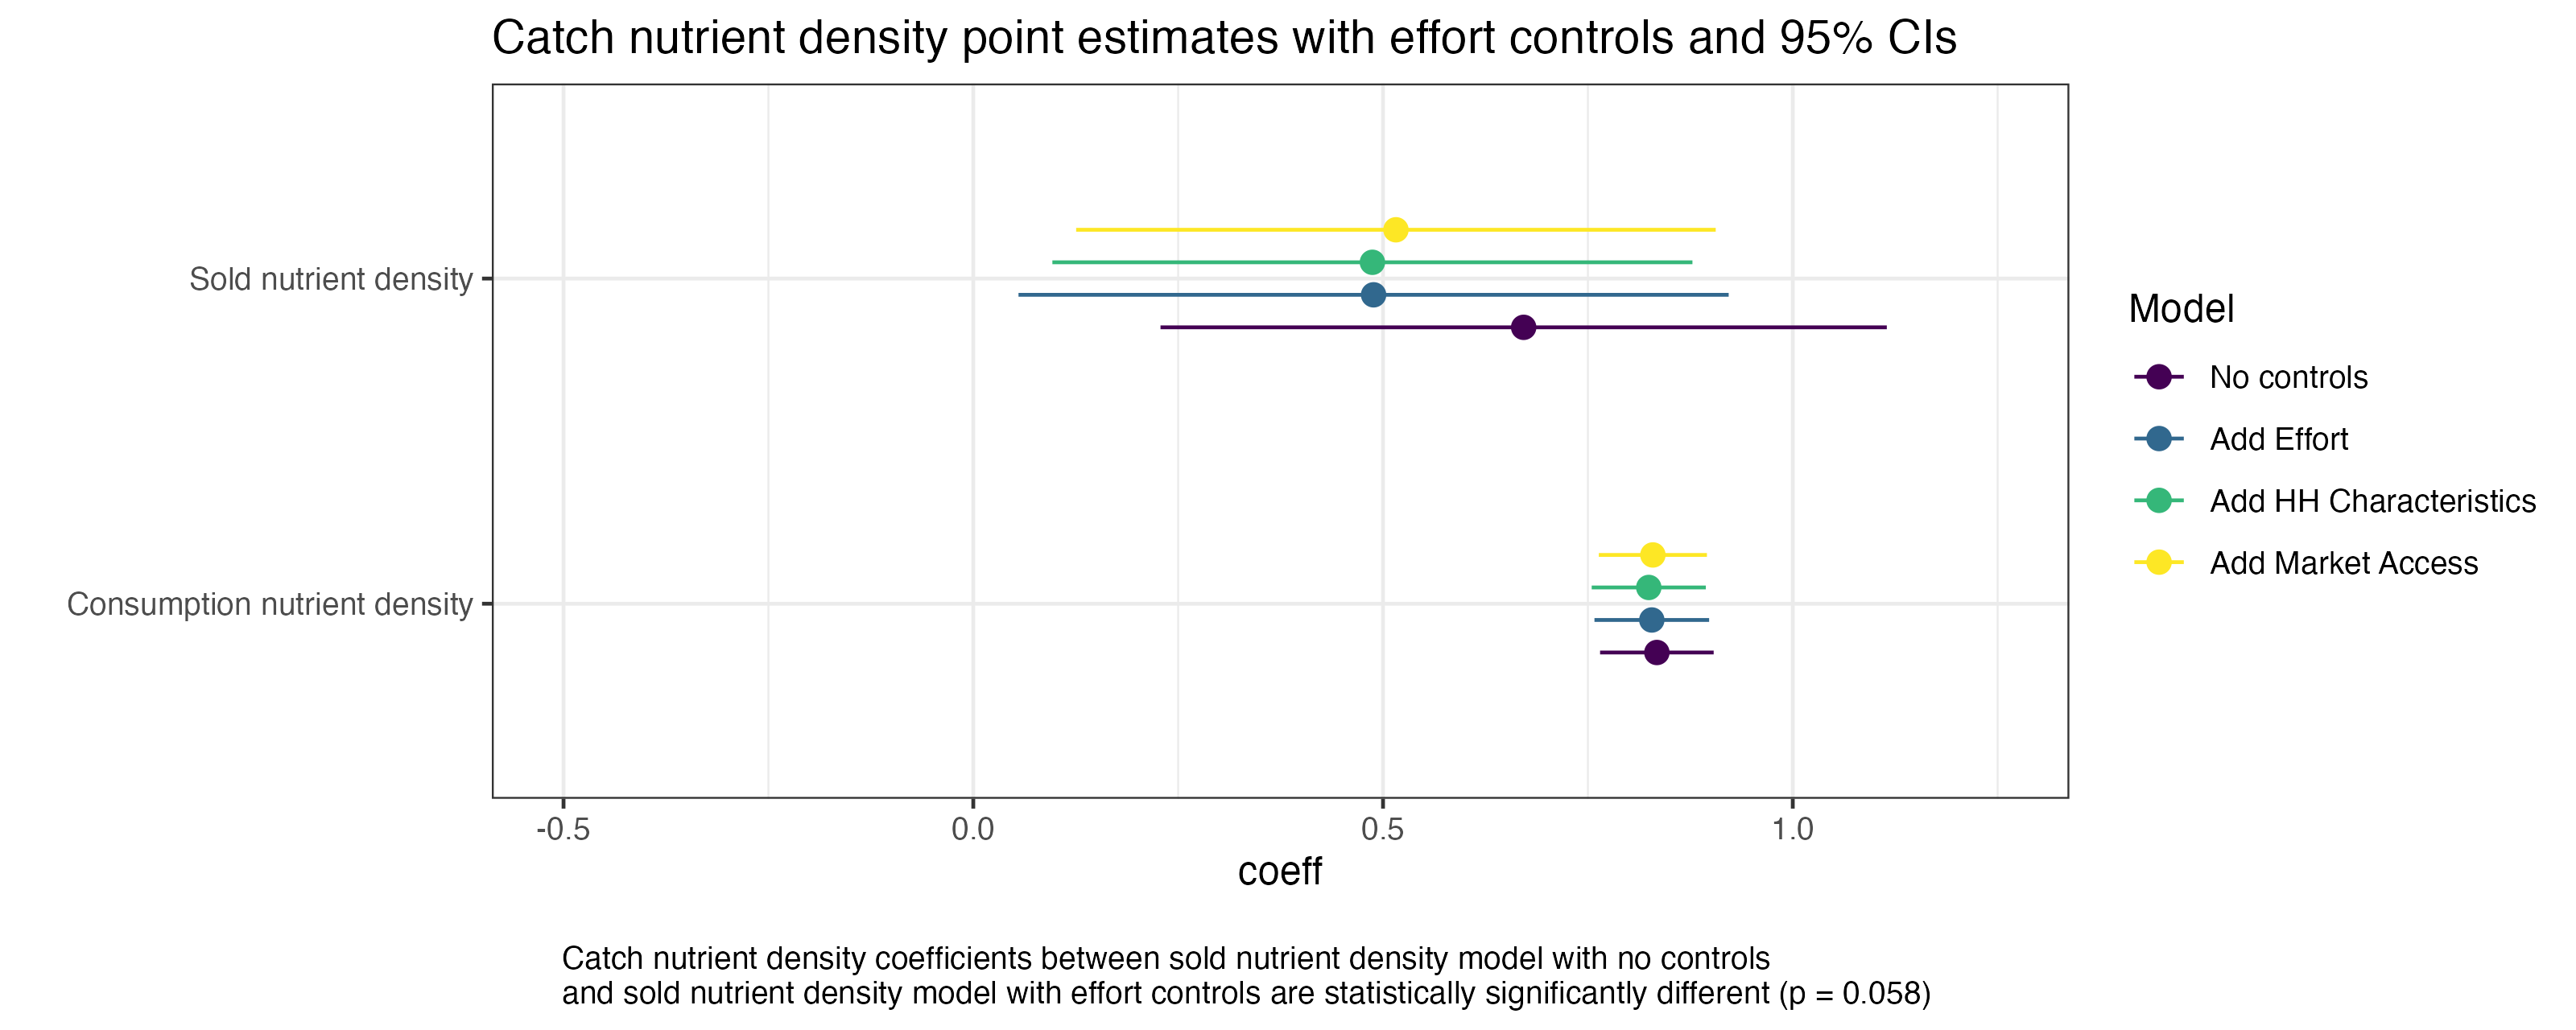 Catch nutrient density point estimates with effort controls and 95% CIs
Sold nutrient density
Consumption nutrient density
-0.5
0.0
0.5
1.0
coeff
Model
No controls
Add Effort
Add HH Characteristics
Add Market Access
Catch nutrient density coefficients between sold nutrient density model with no controls
and sold nutrient density model with effort controls are statistically significantly different (p = 0.058)